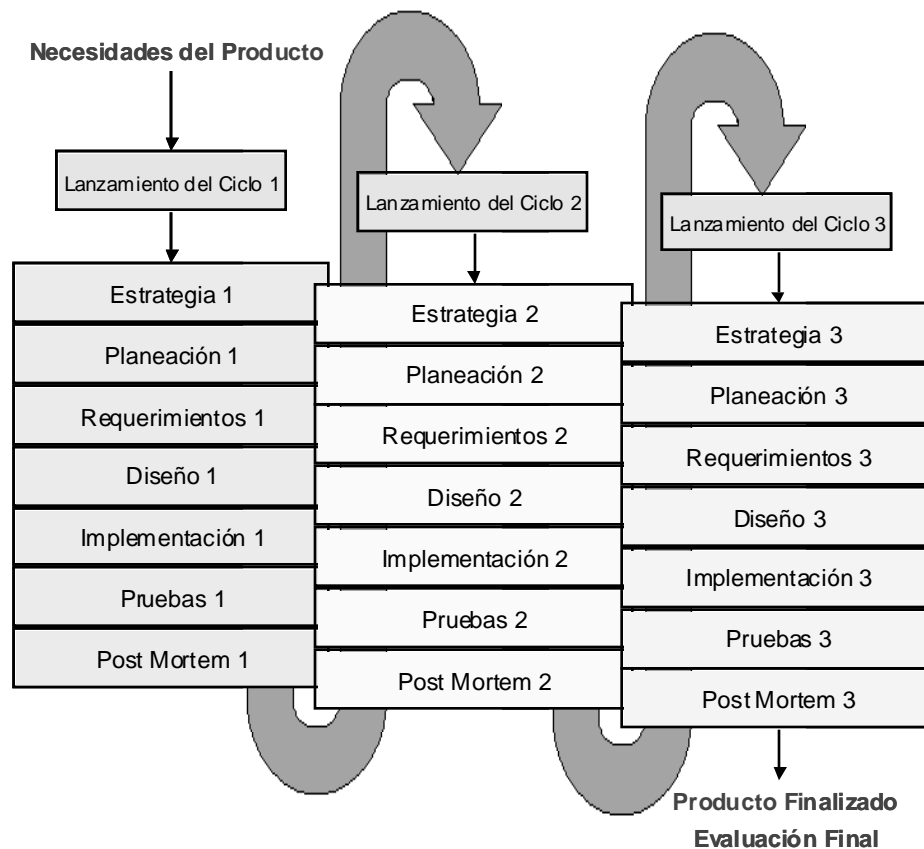 Necesidades del Producto
Lanzamiento del Ciclo 1
Estrategia 1
Planeación 1
Requerimientos 1
Diseño 1
Implementación 1
Pruebas 1
Post Mortem 1
Lanzamiento del Ciclo 2
Estrategia 2
Planeación 2
Requerimientos 2
Diseño 2
Implementación 2
Pruebas 2
Post Mortem 2
Lanzamiento del Ciclo 3
Estrategia 3
Planeación 3
Requerimientos 3
Diseño 3
Implementación 3
Pruebas 3
Post Mortem 3
Producto Finalizado
Evaluación Final